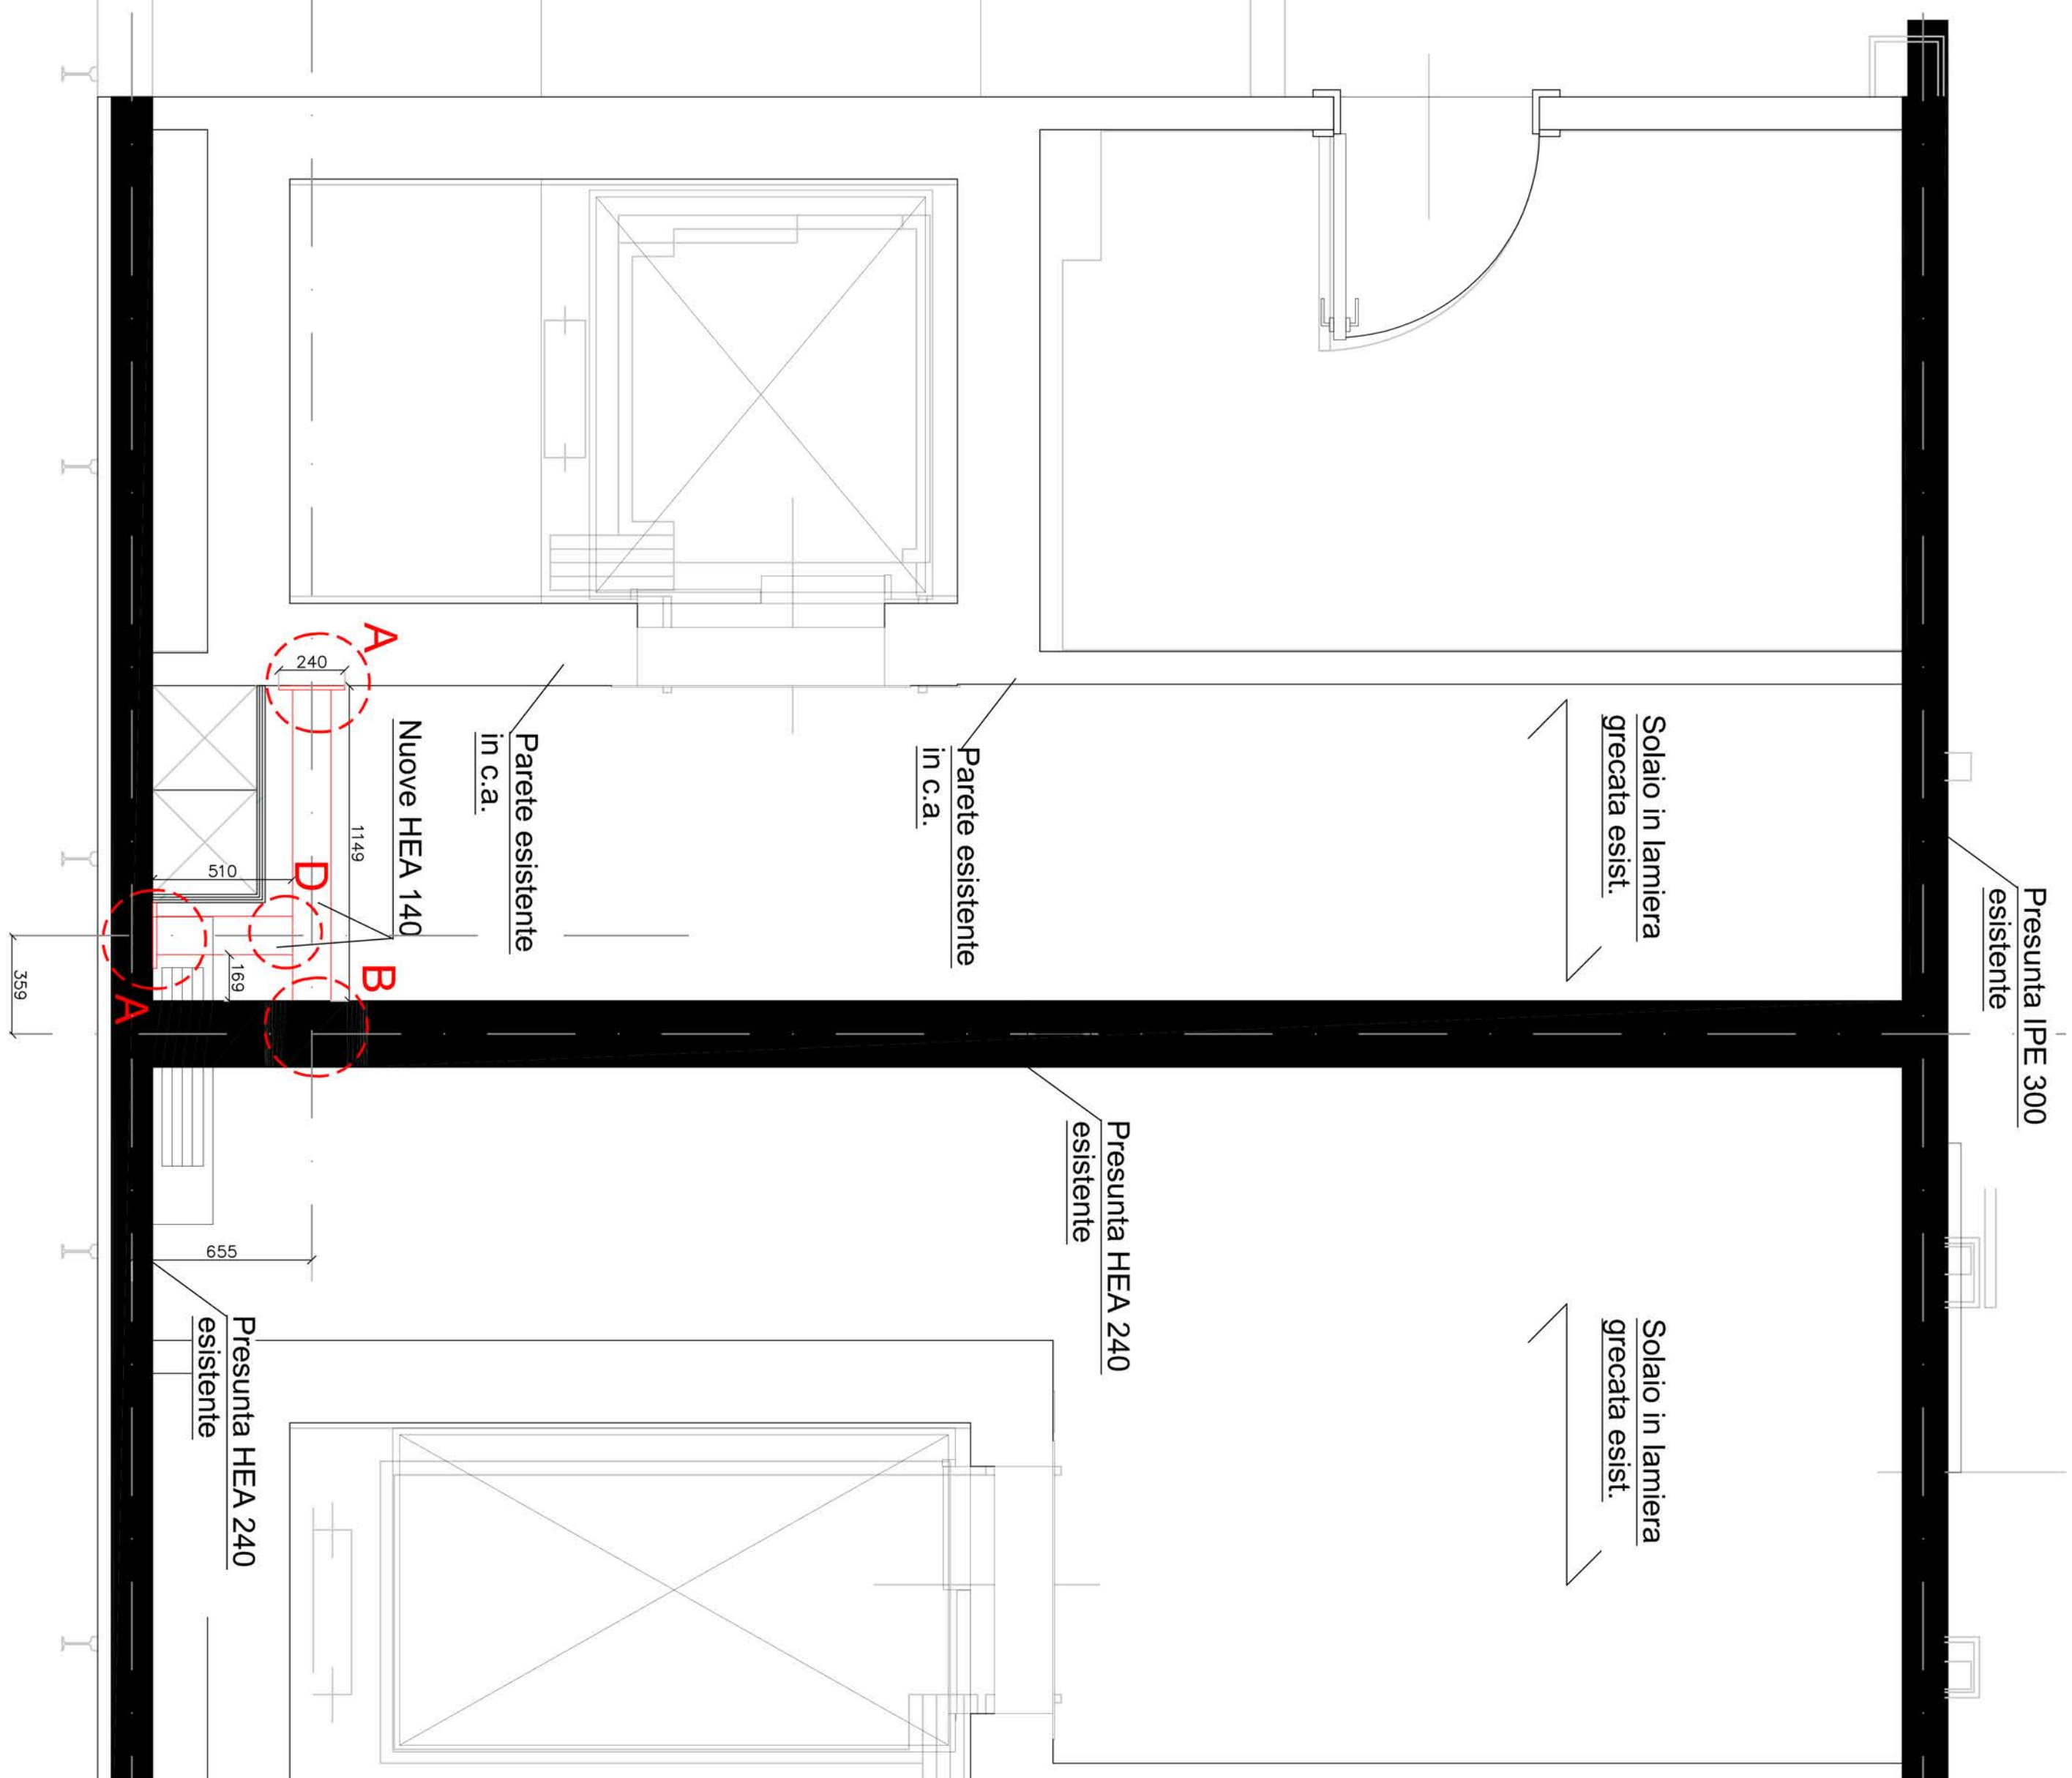 Presunta IPE 300
esistente
Solaio in lamiera
grecata esist.
Solaio in lamiera
grecata esist.
Presunta HEA 240
esistente
Parete esistente
in c.a.
Parete esistente
in c.a.
Nuove HEA 140
Presunta HEA 240
esistente
A
240
1149
D
510
B
169
A
359
655